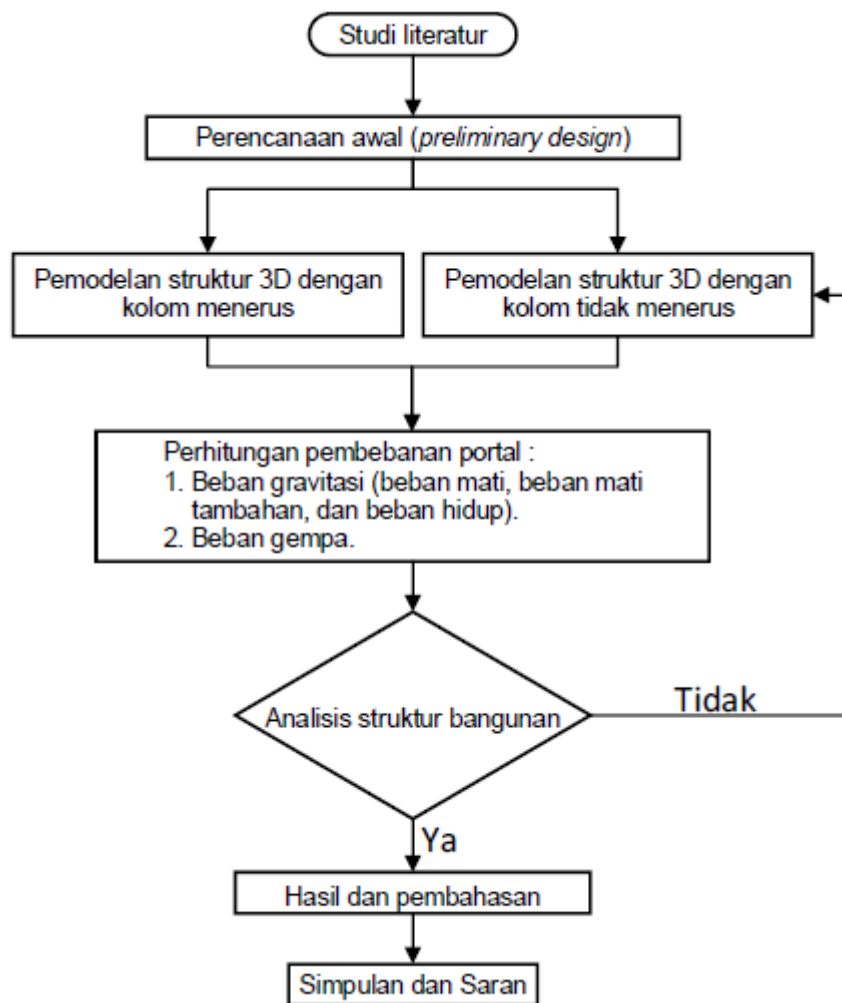 Studi literatur
Perencanaan awal (preliminary design)
Pemodelan struktur 3D dengan
kolom menerus
Pemodelan struktur 3D dengan
kolom tidak menerus
Perhitungan pembebanan portal :
1. Beban gravitasi (beban mati, beban mati
tambahan, dan beban hidup).
2. Beban gempa.
Analisis struktur bangunan
Tidak
Ya
Hasil dan pembahasan
Simpulan dan Saran